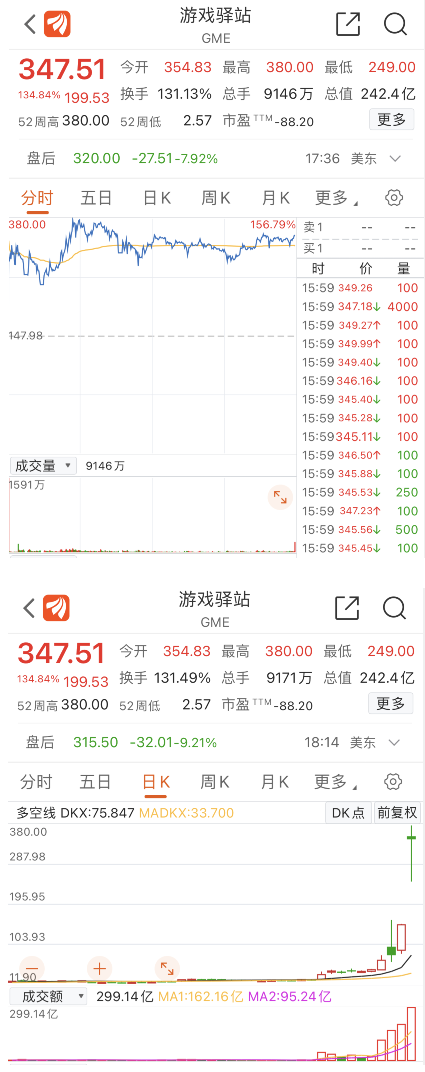 游戏驿站
GME
347.51 今开 354.83 最高 380.00 最低 249.00
134.84% 199.53 换手 131.13% 总手 9146万 总值 242.4亿
52周高 380.00 52周低 2.57 市盈TTM -88.20 更多
盘后 320.00 -27.51 -7.92% 17:36 美东
分时 五日 日K 周K 月K 更多
380.00 156.79%
147.98
成交量 9146万
1591万
卖1 -- --
买1 -- --
时 价 量
15:59 349.26 100
15:59 347.18↓ 4000
15:59 349.27↑ 100
15:59 349.99↑ 100
15:59 349.40↓ 100
15:59 346.16↓ 100
15:59 345.40↓ 100
15:59 345.28↓ 100
15:59 345.11↓ 100
15:59 346.50↑ 100
15:59 345.88↓ 100
15:59 345.53↓ 250
15:59 347.23↑ 100
15:59 345.56↓ 500
15:59 345.45↓ 100
游戏驿站
GME
347.51 今开 354.83 最高 380.00 最低 249.00
134.84% 199.53 换手 131.49% 总手 9171万 总值 242.4亿
52周高 380.00 52周低 2.57 市盈TTM -88.20 更多
盘后 315.50 -32.01 -9.21% 18:14 美东
分时 五日 日K 周K 月K 更多
多空线 DKX:75.847 MADKX:33.700 DK点 前复权
380.00
287.98
195.95
103.93
11.90
成交额 299.14亿 MA1:162.16亿 MA2:95.24亿
299.14亿